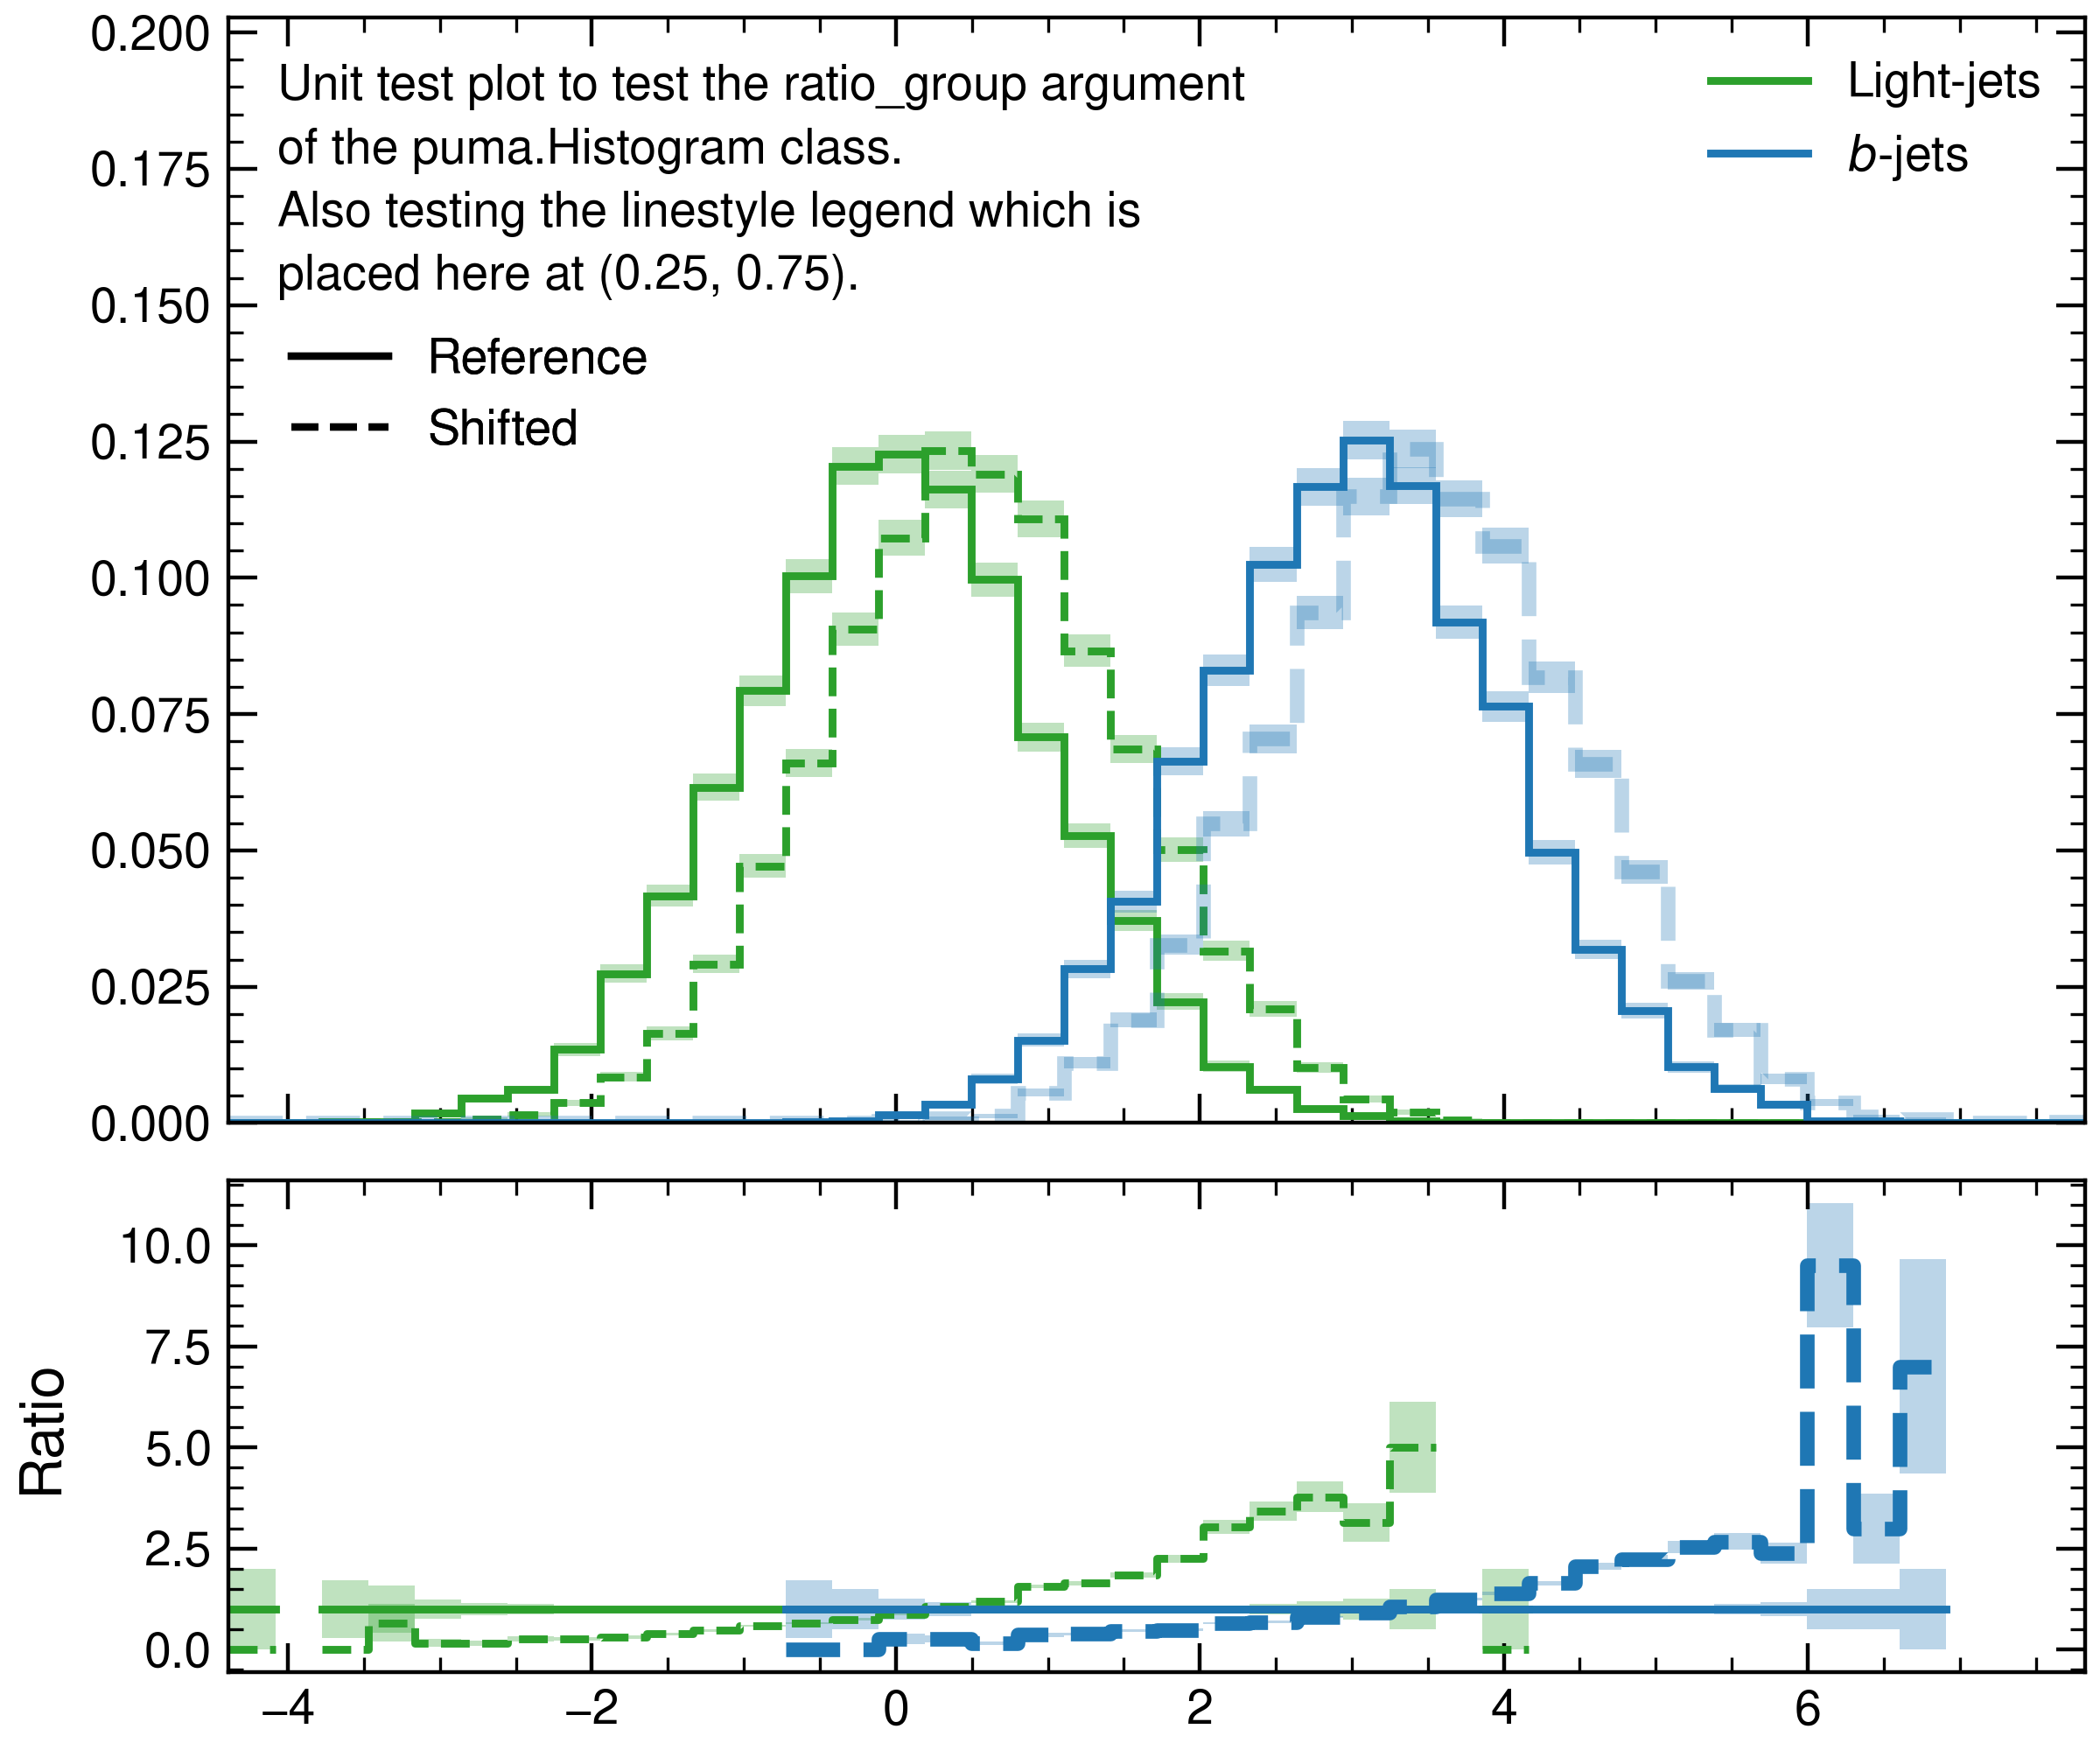 0.200
0.175
0.150
0.125
0.100
0.075
0.050
0.025
0.000
Unit test plot to test the ratio_group argument
of the puma.Histogram class.
Also testing the linestyle legend which is
placed here at (0.25, 0.75).
Reference
Shifted
Light-jets
b-jets
Ratio
10.0
7.5
5.0
2.5
0.0
−4
−2
0
2
4
6